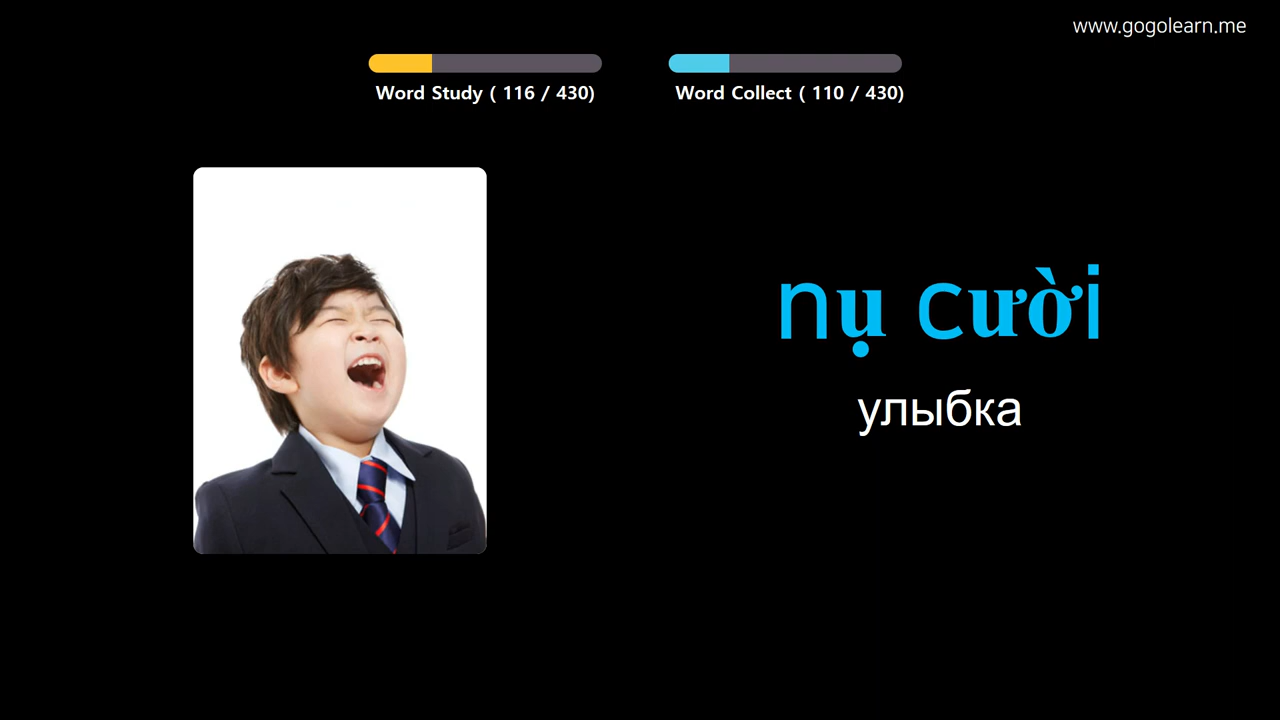 www.gogolearn.me
Word Study ( 116 / 430)
Word Collect ( 110 / 430)
nụ cười
улыбка